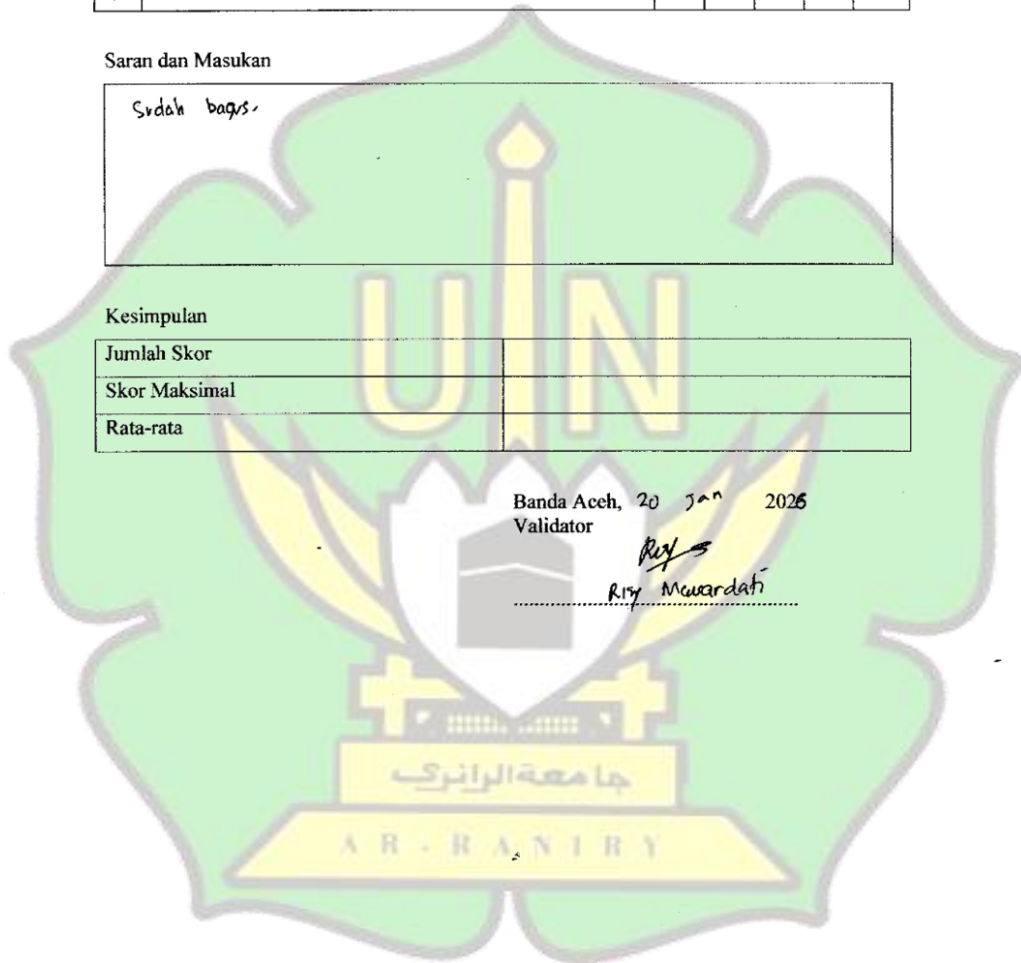 Saran dan Masukan
Sudah bagus.
Kesimpulan
Jumlah Skor
Skor Maksimal
Rata-rata
Banda Aceh, 20 Jan 2026
Validator
Mawardati
UIN
جامعة الرانري
AR-RANIRY